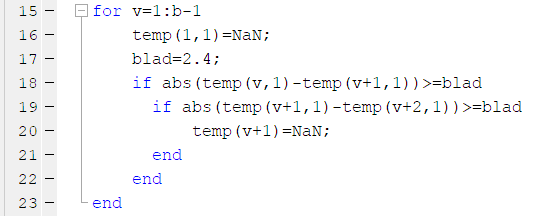 15 – for v=1:b-1
16 – temp(1,1)=NaN;
17 – blad=2.4;
18 – if abs(temp(v,1)-temp(v+1,1))>=blad
19 – if abs(temp(v+1,1)-temp(v+2,1))>=blad
20 – temp(v+1)=NaN;
21 – end
22 – end
23 – end